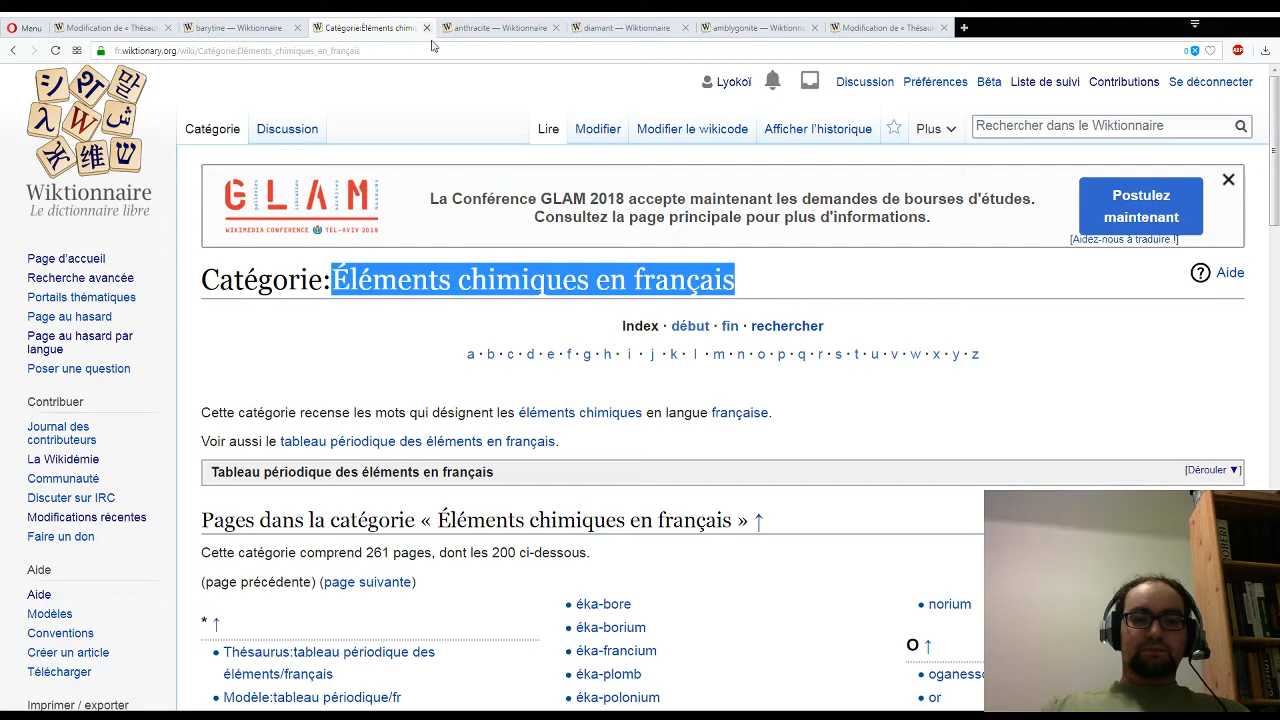 Menu
Modification de « Thésau
barytine — Wiktionnaire
Catégorie:Éléments chimi
anthracite — Wiktionnaire
diamant — Wiktionnaire
amblygonite — Wiktionna
Modification de « Thésau
fr.wiktionary.org/wiki/Catégorie:Éléments_chimiques_en_français
0
ABP
Wiktionnaire
Le dictionnaire libre
Lyokoï
Discussion
Préférences
Bêta
Liste de suivi
Contributions
Se déconnecter
Catégorie
Discussion
Lire
Modifier
Modifier le wikicode
Afficher l'historique
Plus
Rechercher dans le Wiktionnaire
GLAM
WIKIMEDIA CONFERENCE TEL-AVIV 2018
La Conférence GLAM 2018 accepte maintenant les demandes de bourses d'études.
Consultez la page principale pour plus d'informations.
Postulez
maintenant
[Aidez-nous à traduire !]
Catégorie:Éléments chimiques en français
Aide
Index · début · fin · rechercher
a · b · c · d · e · f · g · h · i · j · k · l · m · n · o · p · q · r · s · t · u · v · w · x · y · z
Cette catégorie recense les mots qui désignent les éléments chimiques en langue française.
Voir aussi le tableau périodique des éléments en français.
Tableau périodique des éléments en français
[Dérouler ▼]
Pages dans la catégorie « Éléments chimiques en français » ↑
Cette catégorie comprend 261 pages, dont les 200 ci-dessous.
(page précédente) (page suivante)
* ↑
• Thésaurus:tableau périodique des
éléments/français
• Modèle:tableau périodique/fr
• éka-bore
• éka-borium
• éka-francium
• éka-plomb
• éka-polonium
• norium
O ↑
• oganesso
• or
Page d'accueil
Recherche avancée
Portails thématiques
Page au hasard
Page au hasard par
langue
Poser une question
Contribuer
Journal des
contributeurs
La Wikidémie
Communauté
Discuter sur IRC
Modifications récentes
Faire un don
Aide
Aide
Modèles
Conventions
Créer un article
Télécharger
Imprimer / exporter